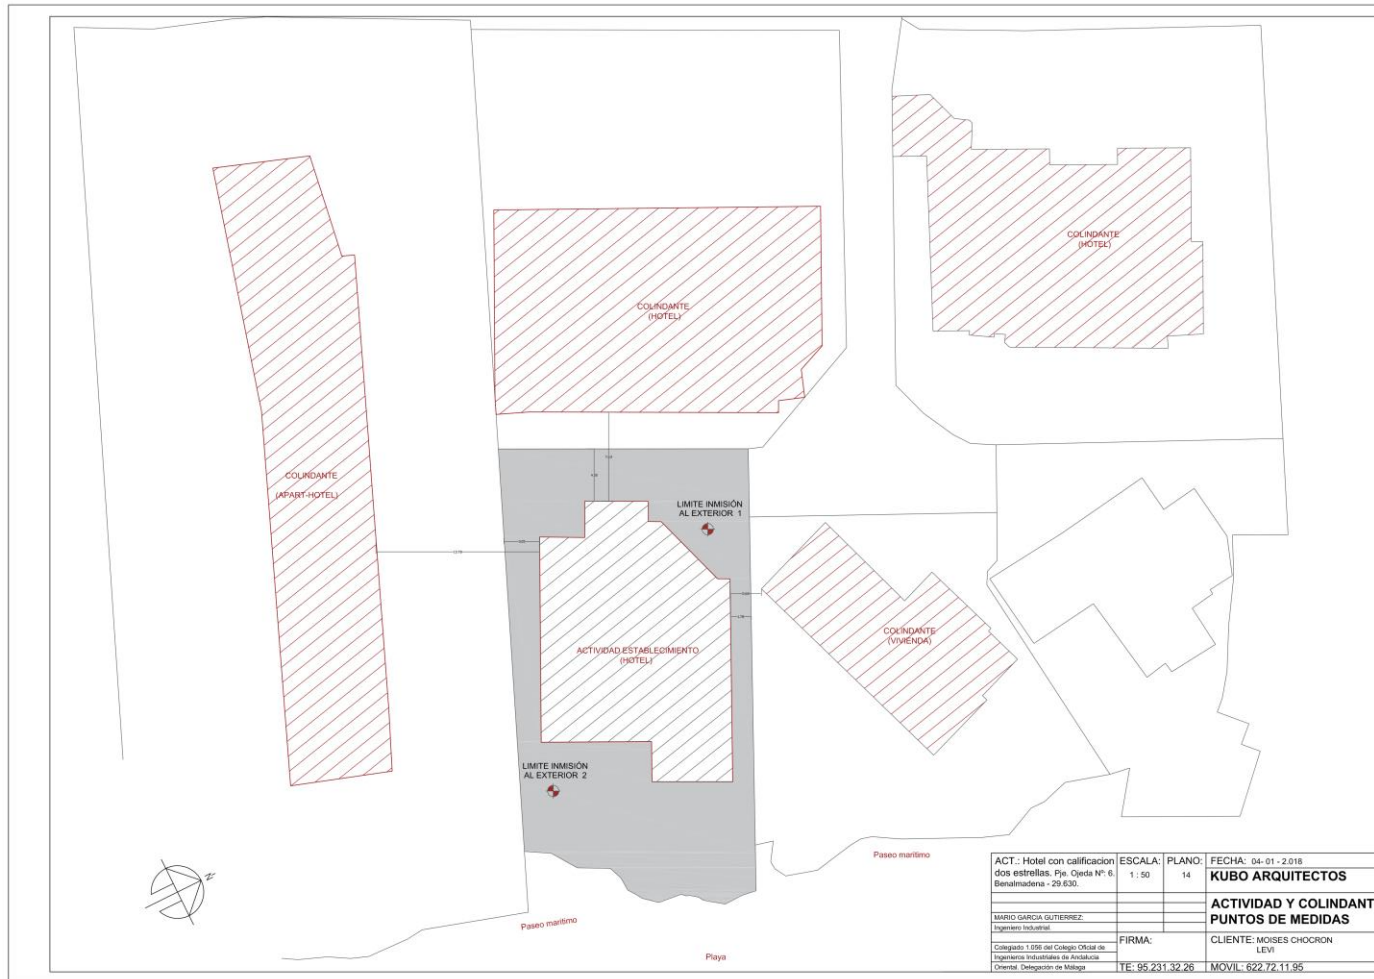 COLINDANTE
(HOTEL)
COLINDANTE
(HOTEL)
COLINDANTE
(APART-HOTEL)
LIMITE INMISIÓN
AL EXTERIOR 1
COLINDANTE
(VIVIENDA)
ACTIVIDAD ESTABLECIMIENTO
(HOTEL)
LIMITE INMISIÓN
AL EXTERIOR 2
N
Paseo marítimo
Paseo marítimo
Playa
ACT.: Hotel con calificacion
dos estrellas. Pje. Ojeda Nº: 6.
Benalmadena - 29.630.
ESCALA:
1 : 50
PLANO:
14
FECHA: 04- 01 - 2.018
KUBO ARQUITECTOS
ACTIVIDAD Y COLINDANT
PUNTOS DE MEDIDAS
MARIO GARCIA GUTIERREZ:
Ingeniero Industrial.
Colegiado 1.056 del Colegio Oficial de
Ingenieros Industriales de Andalucia
Oriental. Delegación de Málaga
FIRMA:
TE: 95.231.32.26
CLIENTE: MOISES CHOCRON
LEVI
MOVIL: 622.72.11.95